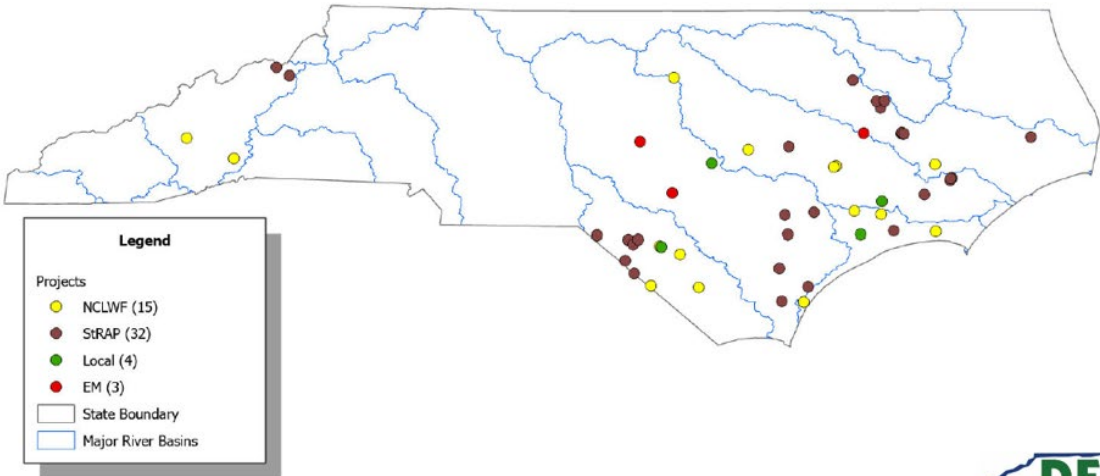 Legend
Projects
NCLWF (15)
StRAP (32)
Local (4)
EM (3)
State Boundary
Major River Basins